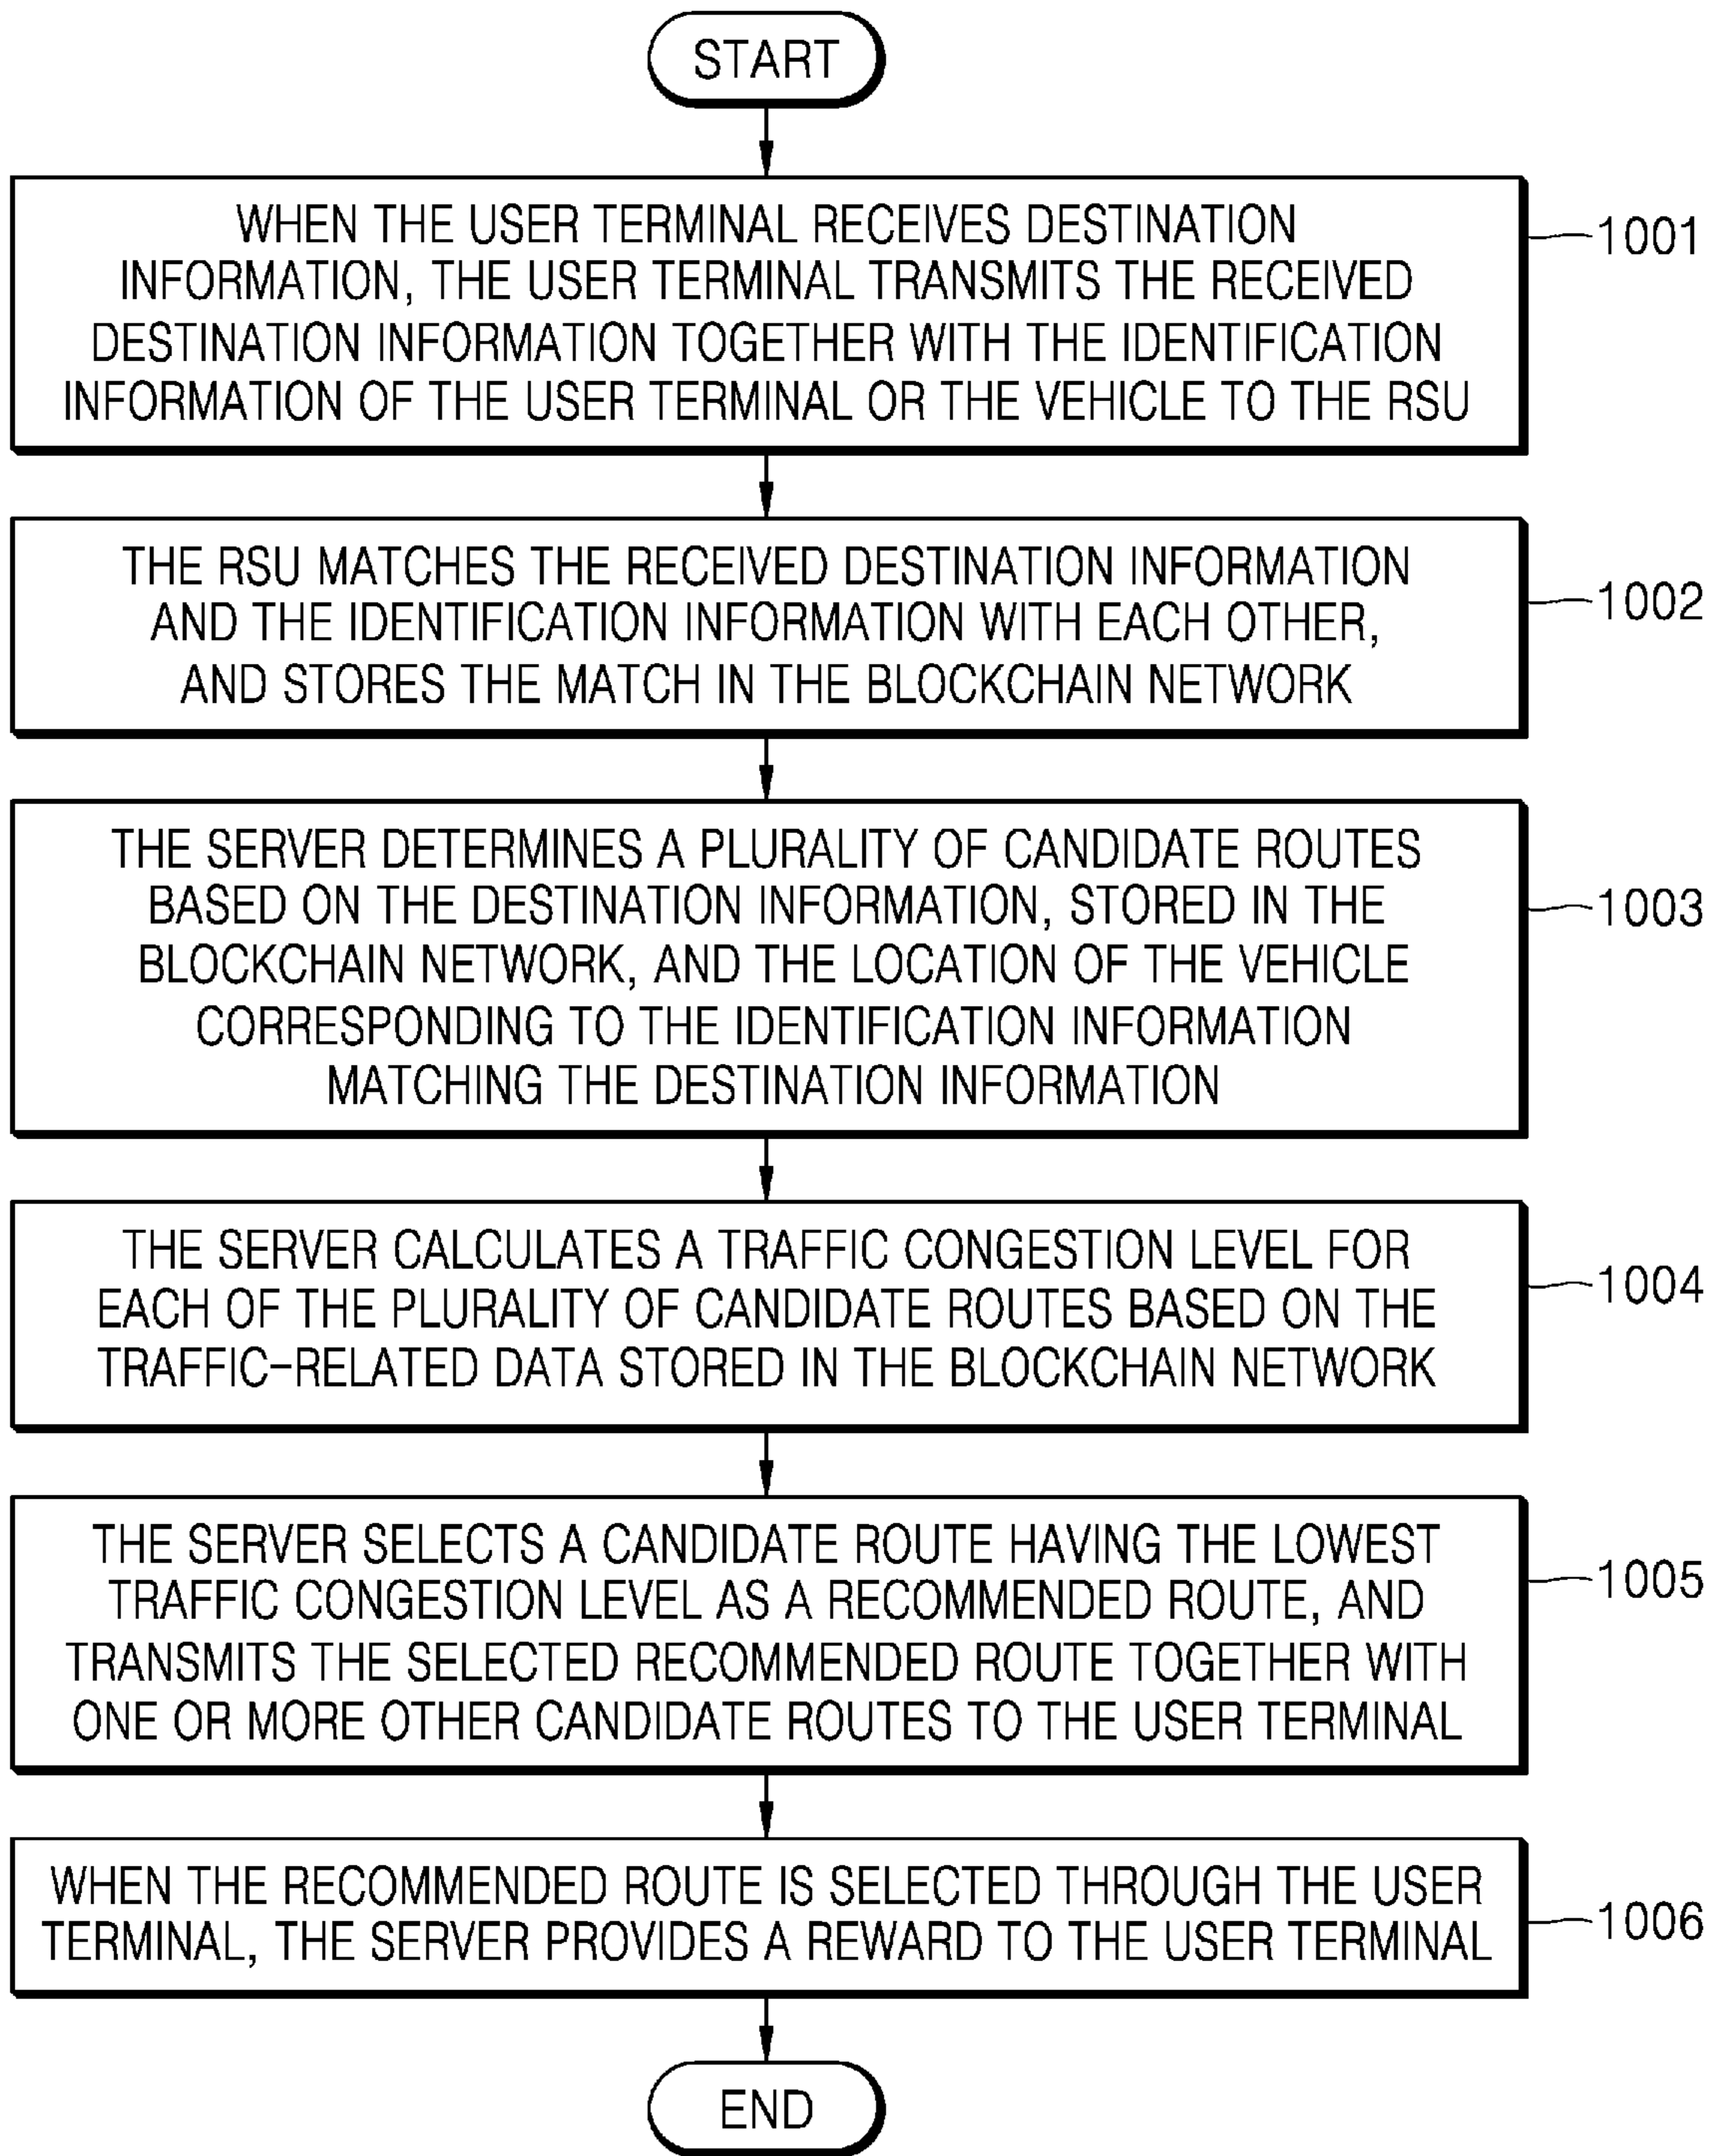 START
WHEN THE USER TERMINAL RECEIVES DESTINATION
INFORMATION, THE USER TERMINAL TRANSMITS THE RECEIVED
DESTINATION INFORMATION TOGETHER WITH THE IDENTIFICATION
INFORMATION OF THE USER TERMINAL OR THE VEHICLE TO THE RSU
1001
THE RSU MATCHES THE RECEIVED DESTINATION INFORMATION
AND THE IDENTIFICATION INFORMATION WITH EACH OTHER,
AND STORES THE MATCH IN THE BLOCKCHAIN NETWORK
1002
THE SERVER DETERMINES A PLURALITY OF CANDIDATE ROUTES
BASED ON THE DESTINATION INFORMATION, STORED IN THE
BLOCKCHAIN NETWORK, AND THE LOCATION OF THE VEHICLE
CORRESPONDING TO THE IDENTIFICATION INFORMATION
MATCHING THE DESTINATION INFORMATION
1003
THE SERVER CALCULATES A TRAFFIC CONGESTION LEVEL FOR
EACH OF THE PLURALITY OF CANDIDATE ROUTES BASED ON THE
TRAFFIC-RELATED DATA STORED IN THE BLOCKCHAIN NETWORK
1004
THE SERVER SELECTS A CANDIDATE ROUTE HAVING THE LOWEST
TRAFFIC CONGESTION LEVEL AS A RECOMMENDED ROUTE, AND
TRANSMITS THE SELECTED RECOMMENDED ROUTE TOGETHER WITH
ONE OR MORE OTHER CANDIDATE ROUTES TO THE USER TERMINAL
1005
WHEN THE RECOMMENDED ROUTE IS SELECTED THROUGH THE USER
TERMINAL, THE SERVER PROVIDES A REWARD TO THE USER TERMINAL
1006
END